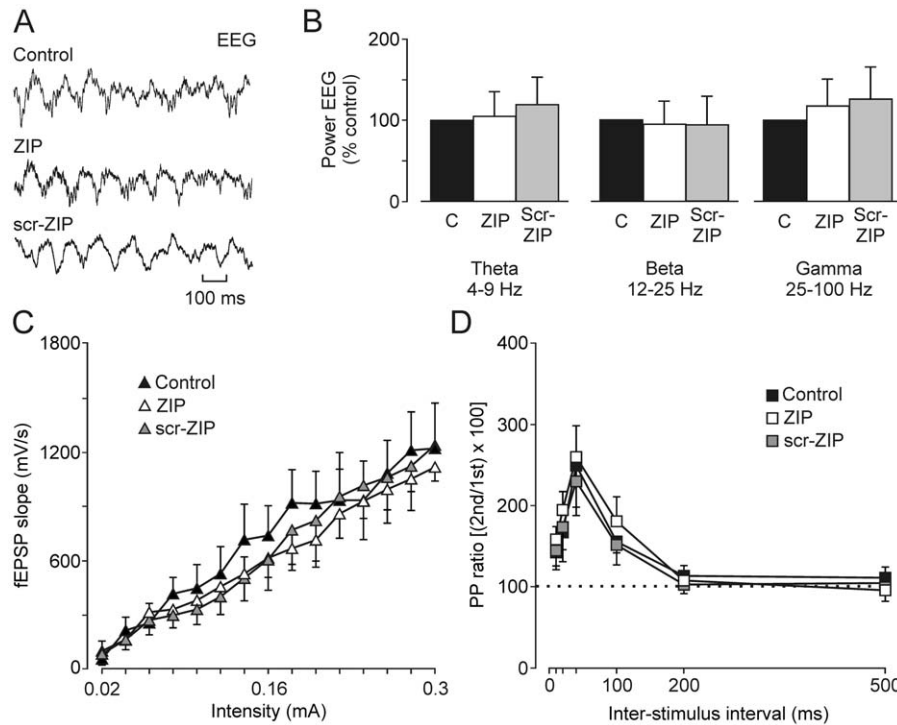 A
EEG
Control
ZIP
scr-ZIP
100 ms
B
Power EEG
(% control)
200
100
0
C ZIP Scr-
ZIP
C ZIP Scr-
ZIP
C ZIP Scr-
ZIP
Theta
4-9 Hz
Beta
12-25 Hz
Gamma
25-100 Hz
C
fEPSP slope (mV/s)
1800
1200
600
0
Control
ZIP
scr-ZIP
0.02 0.16 0.3
Intensity (mA)
D
PP ratio [(2nd/1st) x 100]
400
300
200
100
0
Control
ZIP
scr-ZIP
0 100 200 500
Inter-stimulus interval (ms)